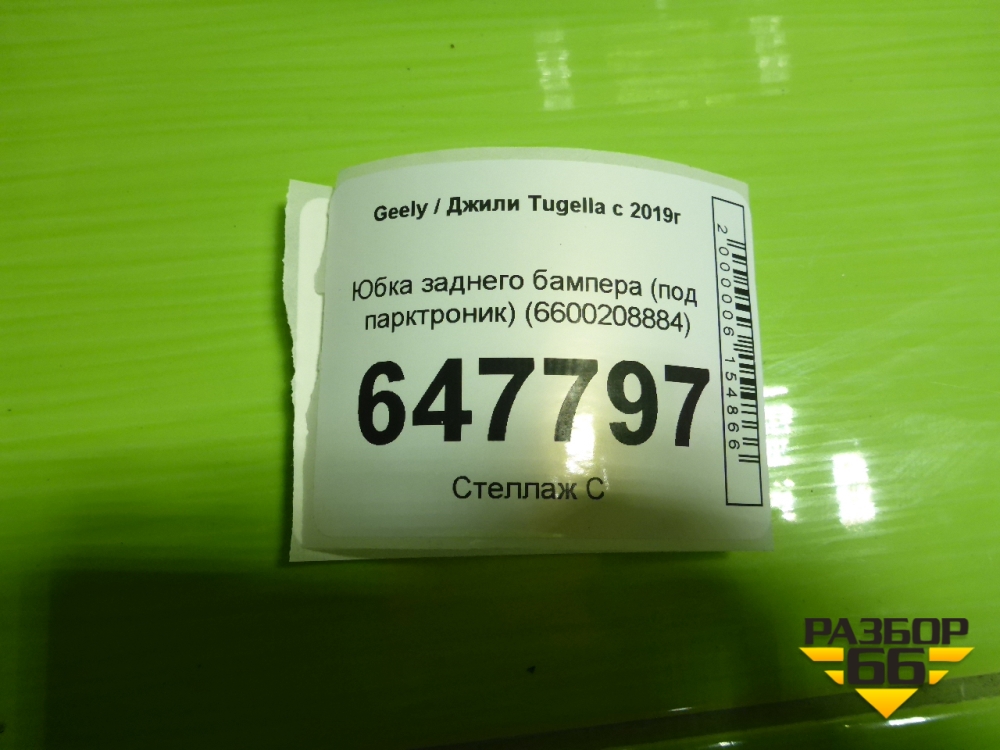 Geely / Джили Tugella с 2019г
Юбка заднего бампера (под
парктроник) (6600208884)
647797
Стеллаж С
2000006154866
РАЗБОР
66